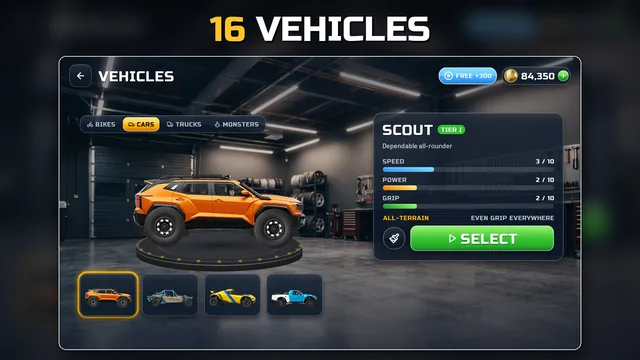 16 VEHICLES
VEHICLES
FREE +300
84,350
BIKES
CARS
TRUCKS
MONSTERS
SCOUT
TIER 1
Dependable all-rounder
SPEED 3 / 10
POWER 2 / 10
GRIP 2 / 10
ALL-TERRAIN EVEN GRIP EVERYWHERE
SELECT